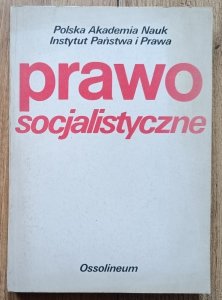 Polska Akademia Nauk
Instytut Państwa i Prawa
prawo
socjalistyczne
Ossolineum